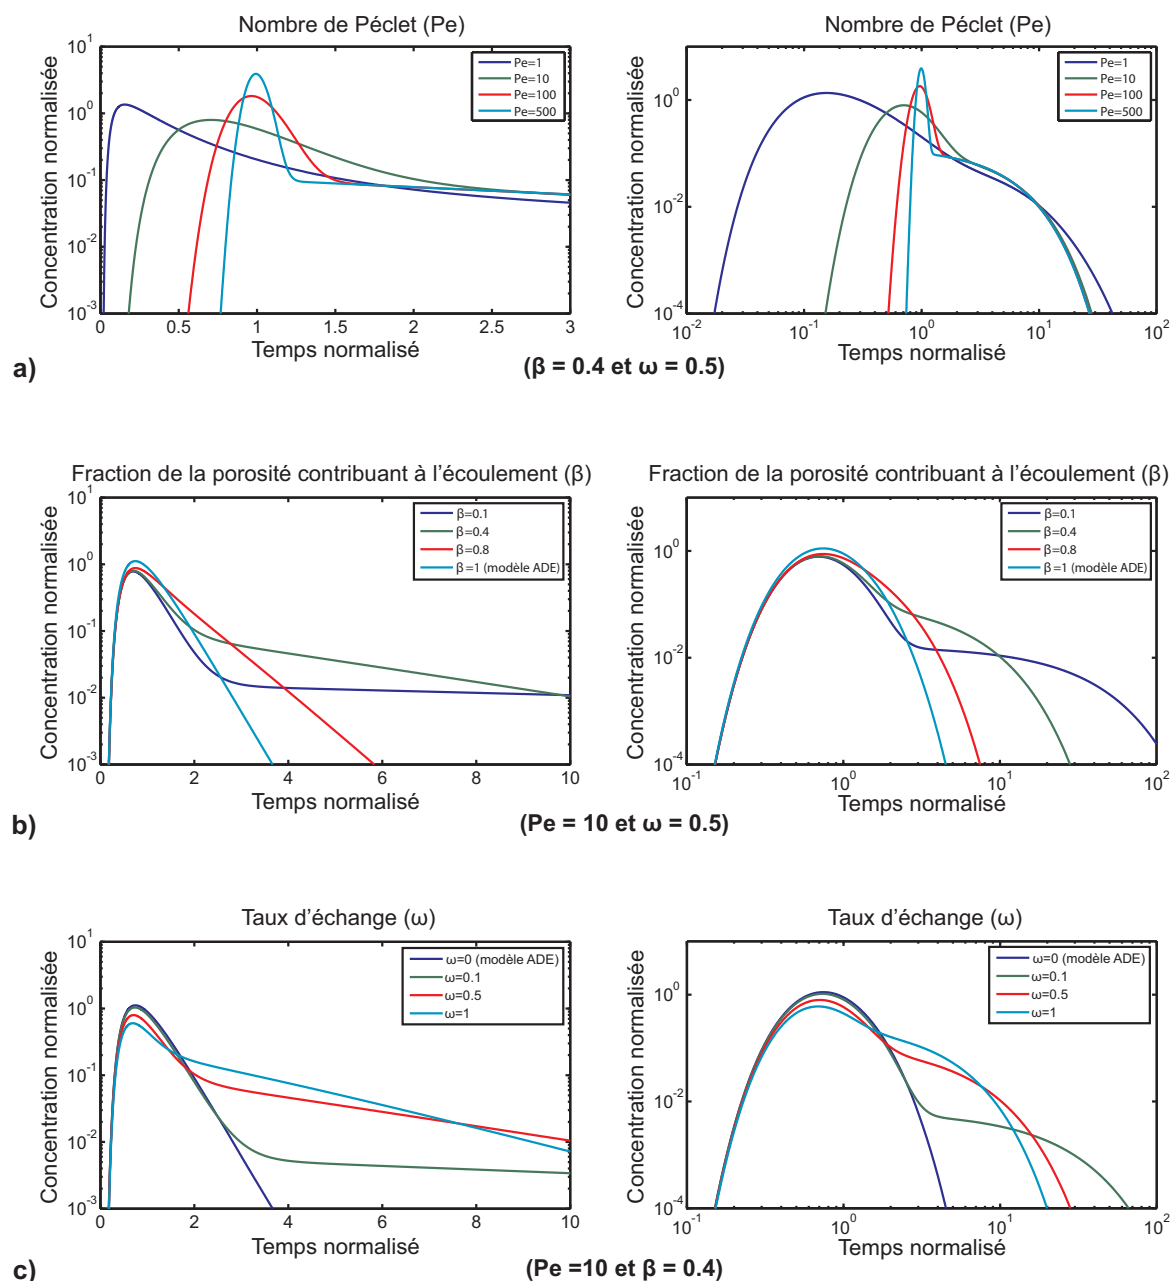 Nombre de Péclet (Pe)
Concentration normalisée
10^1
10^0
10^-1
10^-2
10^-3
Pe=1
Pe=10
Pe=100
Pe=500
0 0.5 1 1.5 2 2.5 3
Temps normalisé
Nombre de Péclet (Pe)
Concentration normalisée
10^0
10^-2
10^-4
Pe=1
Pe=10
Pe=100
Pe=500
10^-2 10^-1 10^0 10^1 10^2
Temps normalisé
a)
(β = 0.4 et ω = 0.5)
Fraction de la porosité contribuant à l'écoulement (β)
Concentration normalisée
10^1
10^0
10^-1
10^-2
10^-3
β=0.1
β=0.4
β=0.8
β=1 (modèle ADE)
0 2 4 6 8 10
Temps normalisé
Fraction de la porosité contribuant à l'écoulement (β)
Concentration normalisée
10^0
10^-2
10^-4
β=0.1
β=0.4
β=0.8
β=1 (modèle ADE)
10^-1 10^0 10^1 10^2
Temps normalisé
b)
(Pe = 10 et ω = 0.5)
Taux d'échange (ω)
Concentration normalisée
10^1
10^0
10^-1
10^-2
10^-3
ω=0 (modèle ADE)
ω=0.1
ω=0.5
ω=1
0 2 4 6 8 10
Temps normalisé
Taux d'échange (ω)
Concentration normalisée
10^0
10^-2
10^-4
ω=0 (modèle ADE)
ω=0.1
ω=0.5
ω=1
10^-1 10^0 10^1 10^2
Temps normalisé
c)
(Pe =10 et β = 0.4)